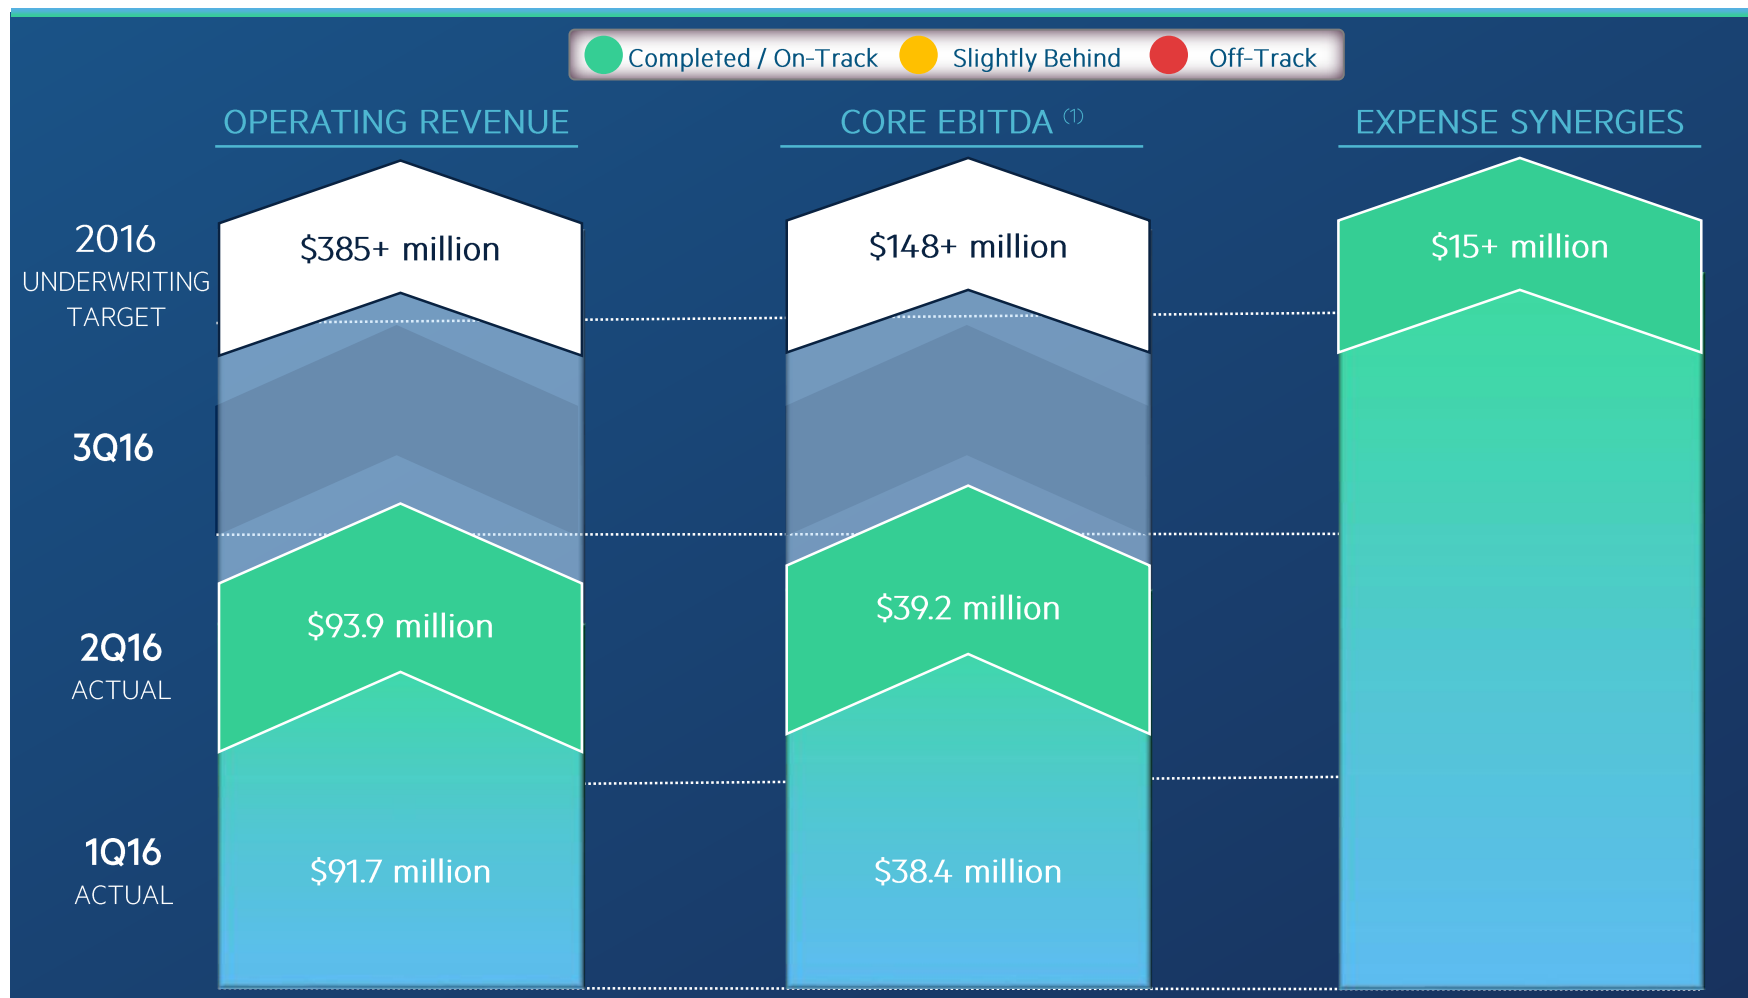 Completed / On-Track
Slightly Behind
Off-Track
OPERATING REVENUE
CORE EBITDA (1)
EXPENSE SYNERGIES
2016
UNDERWRITING
TARGET
$385+ million
$148+ million
$15+ million
3Q16
2Q16
ACTUAL
$93.9 million
$39.2 million
1Q16
ACTUAL
$91.7 million
$38.4 million